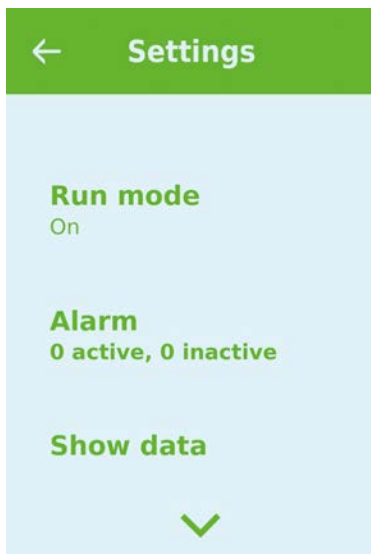 Settings
Run mode
On
Alarm
0 active, 0 inactive
Show data